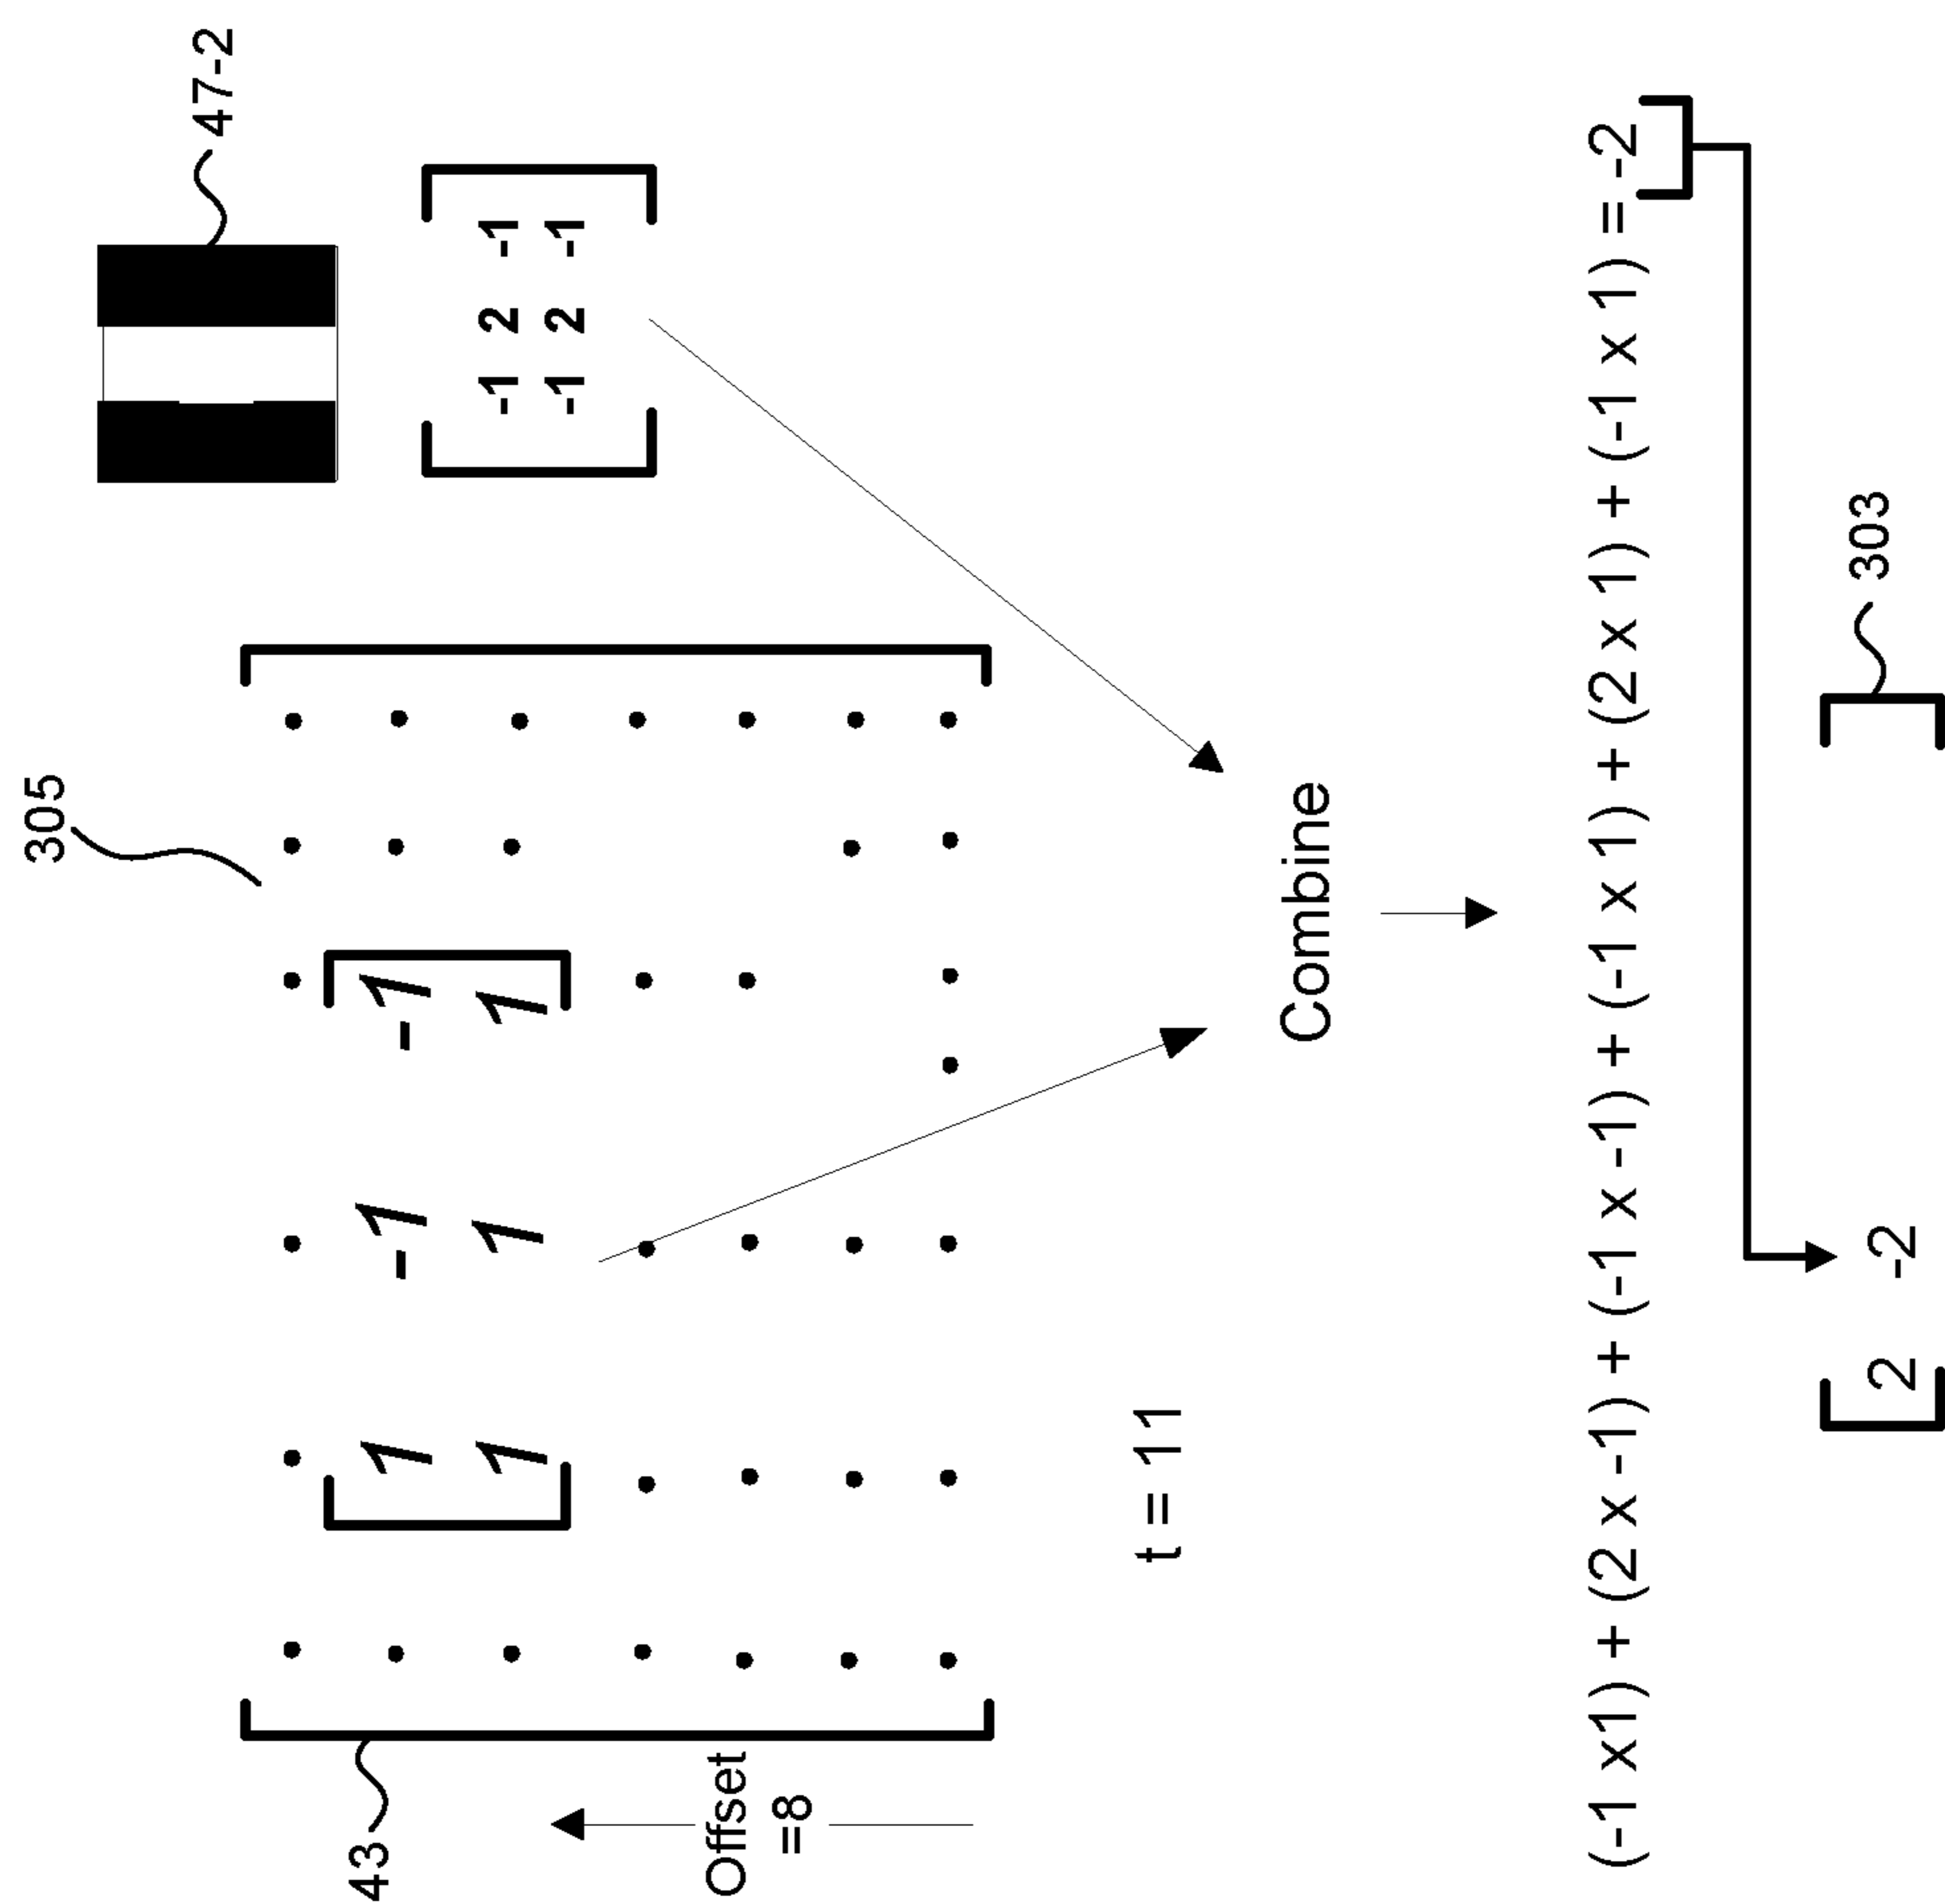 305
47-2
43
1 -1 -1
1 1 1
-1 2 -1
-1 2 -1
Offset
=8
t = 11
Combine
(-1 x1) + (2 x -1) + (-1 x -1) + (-1 x 1) + (2 x 1) + (-1 x 1) = -2
2 -2
303